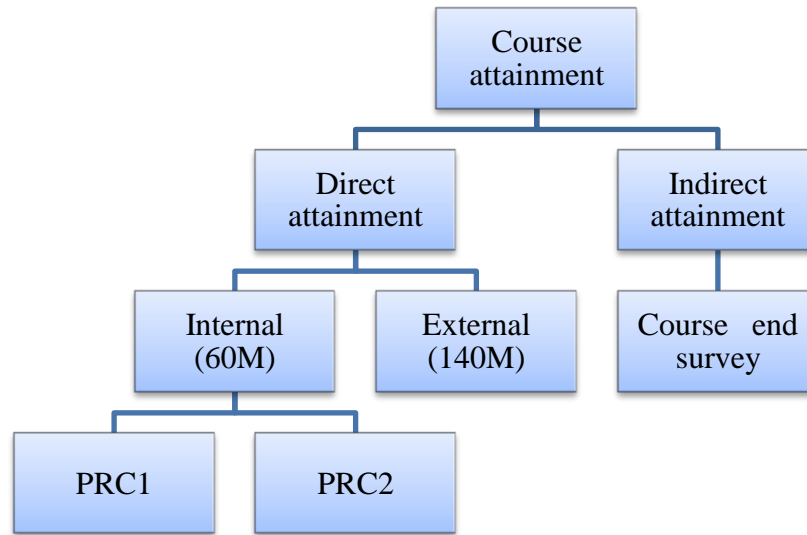 Course
attainment
Direct
attainment
Indirect
attainment
Internal
(60M)
External
(140M)
Course end
survey
PRC1
PRC2